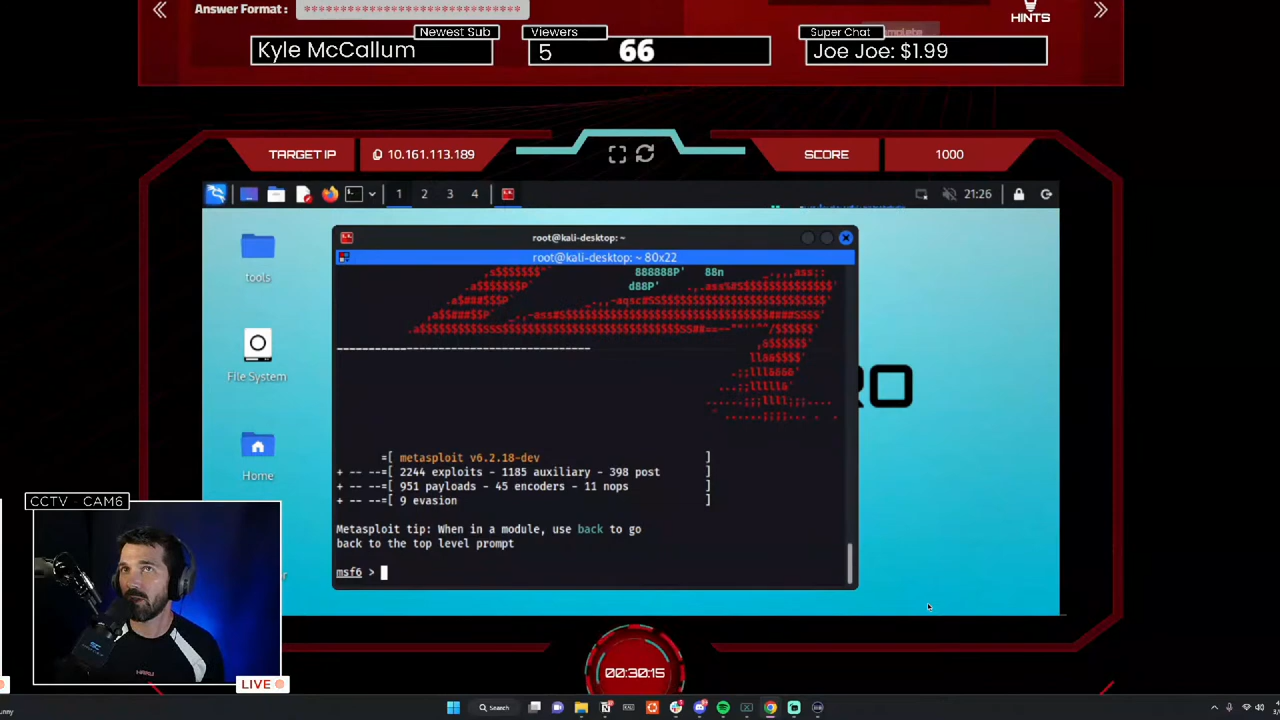 Answer Format : **************************
HINTS
Newest Sub
Kyle McCallum
Viewers
5 66
Super Chat
Joe Joe: $1.99
TARGET IP
10.161.113.189
SCORE
1000
1 2 3 4
21:26
tools
File System
Home
root@kali-desktop: ~
root@kali-desktop: ~ 80x22
=[ metasploit v6.2.18-dev ]
+ -- --=[ 2244 exploits - 1185 auxiliary - 398 post ]
+ -- --=[ 951 payloads - 45 encoders - 11 nops ]
+ -- --=[ 9 evasion ]
Metasploit tip: When in a module, use back to go
back to the top level prompt
msf6 >
CCTV - CAM6
LIVE
00:30:15
Search